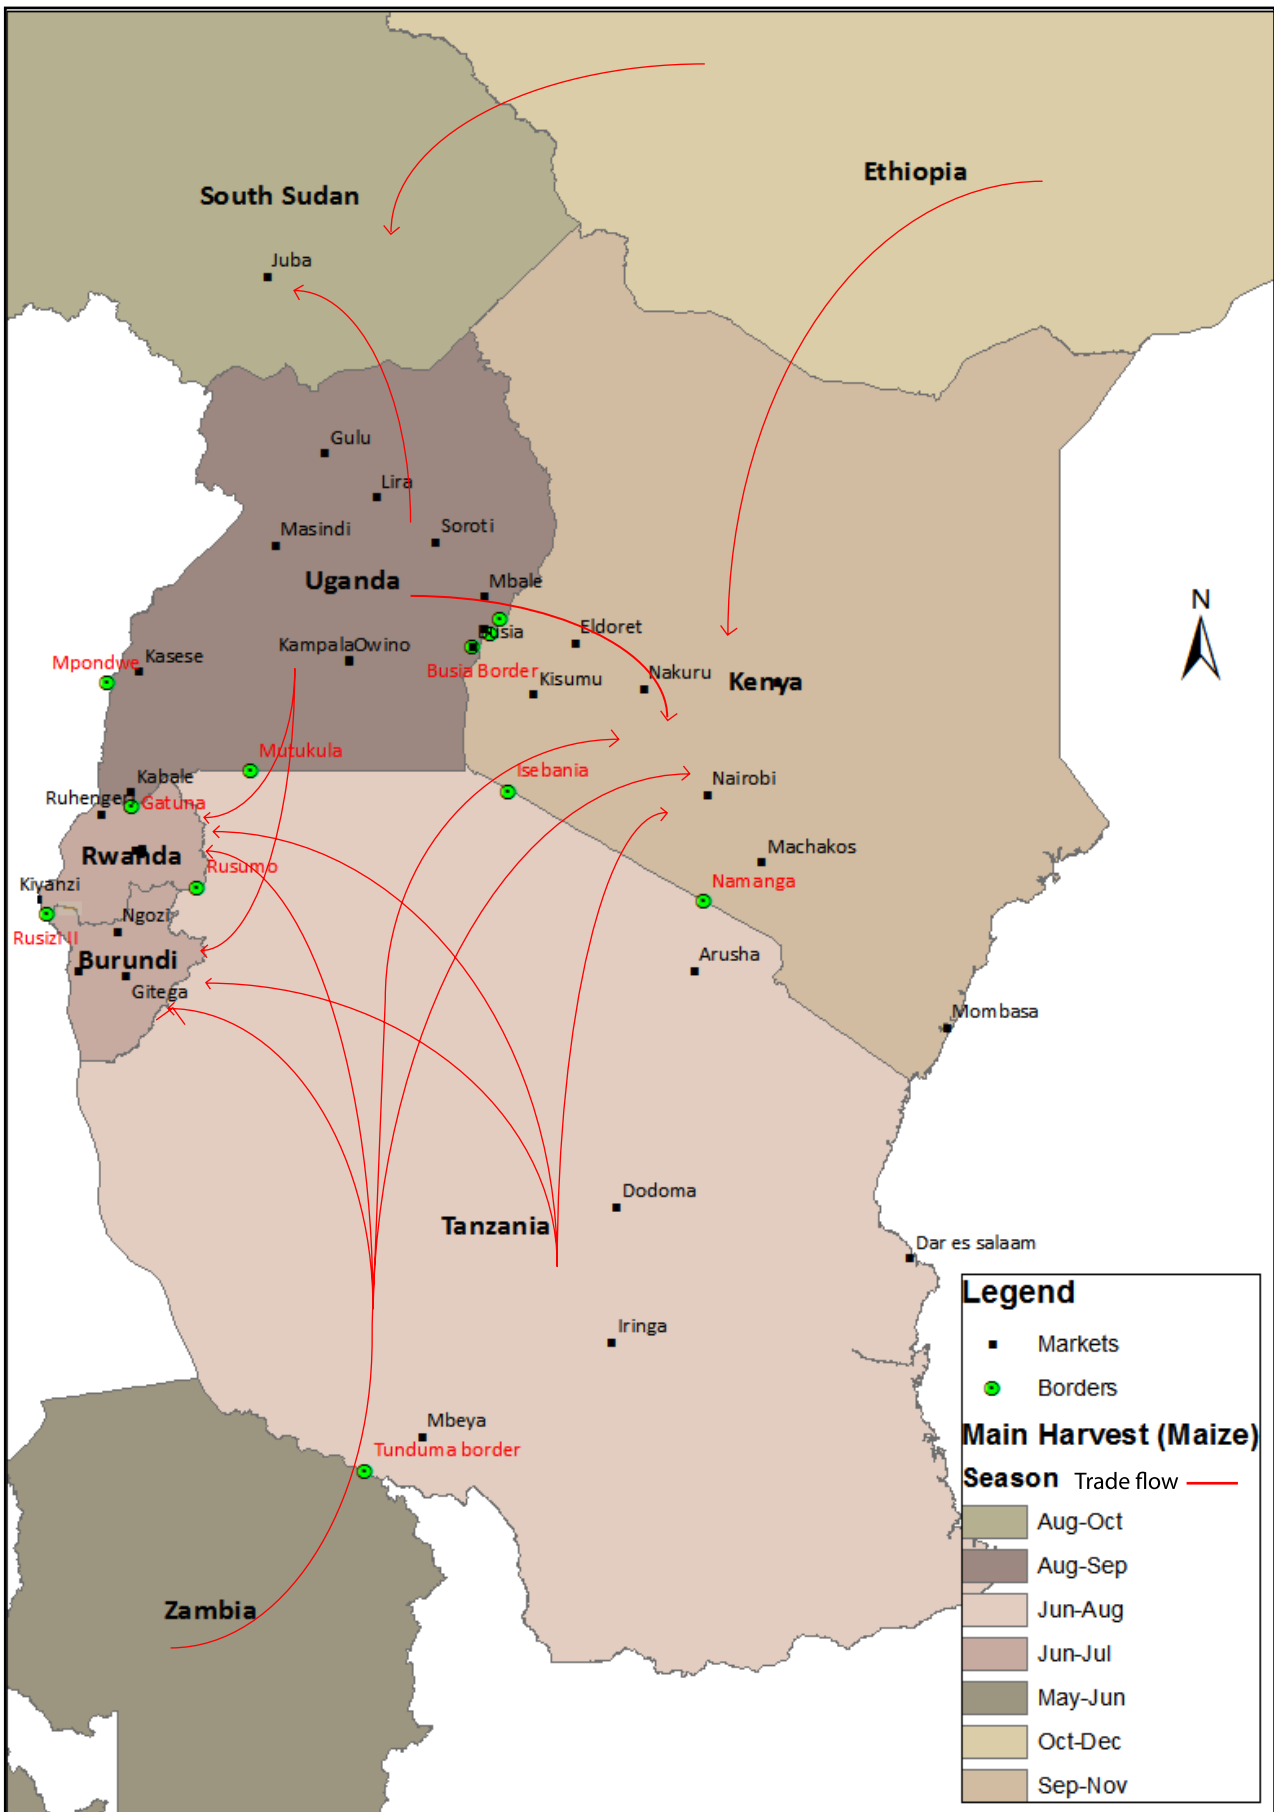 Ethiopia
South Sudan
Juba
Gulu
Lira
Masindi
Soroti
Uganda
Mbale
N
Busia
Eldoret
KampalaOwino
Mpondwe
Kasese
Busia Border
Kisumu
Nakuru
Kenya
Mutukula
Isebania
Kabale
Nairobi
Ruhengeri
Gatuna
Rwanda
Machakos
Rusumo
Kiyanzi
Namanga
Ngozi
Rusizi II
Burundi
Arusha
Gitega
Mombasa
Dodoma
Tanzania
Dar es salaam
Iringa
Mbeya
Tunduma border
Zambia
Legend
Markets
Borders
Main Harvest (Maize)
Season Trade flow
Aug-Oct
Aug-Sep
Jun-Aug
Jun-Jul
May-Jun
Oct-Dec
Sep-Nov